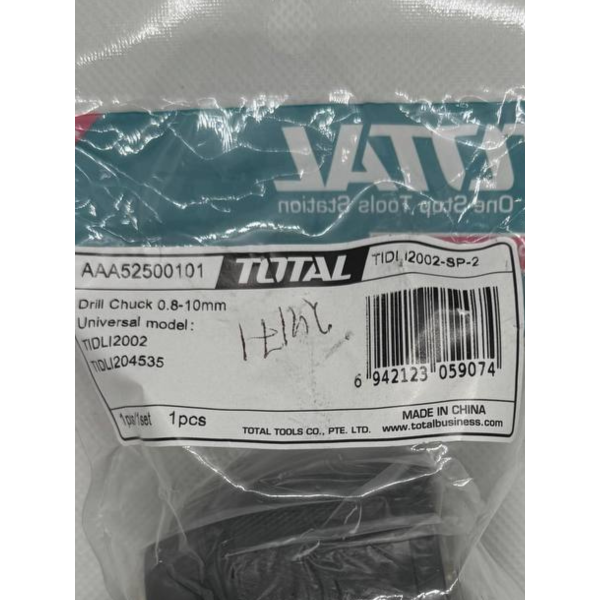 TOTAL
One Stop Tools Station
AAA52500101
TOTAL
TIDLI2002-SP-2
Drill Chuck 0.8-10mm
Universal model:
TIDLI2002
TIDLI204535
6 942123 059074
1pcs
MADE IN CHINA
TOTAL TOOLS CO., PTE. LTD.
www.totalbusiness.com